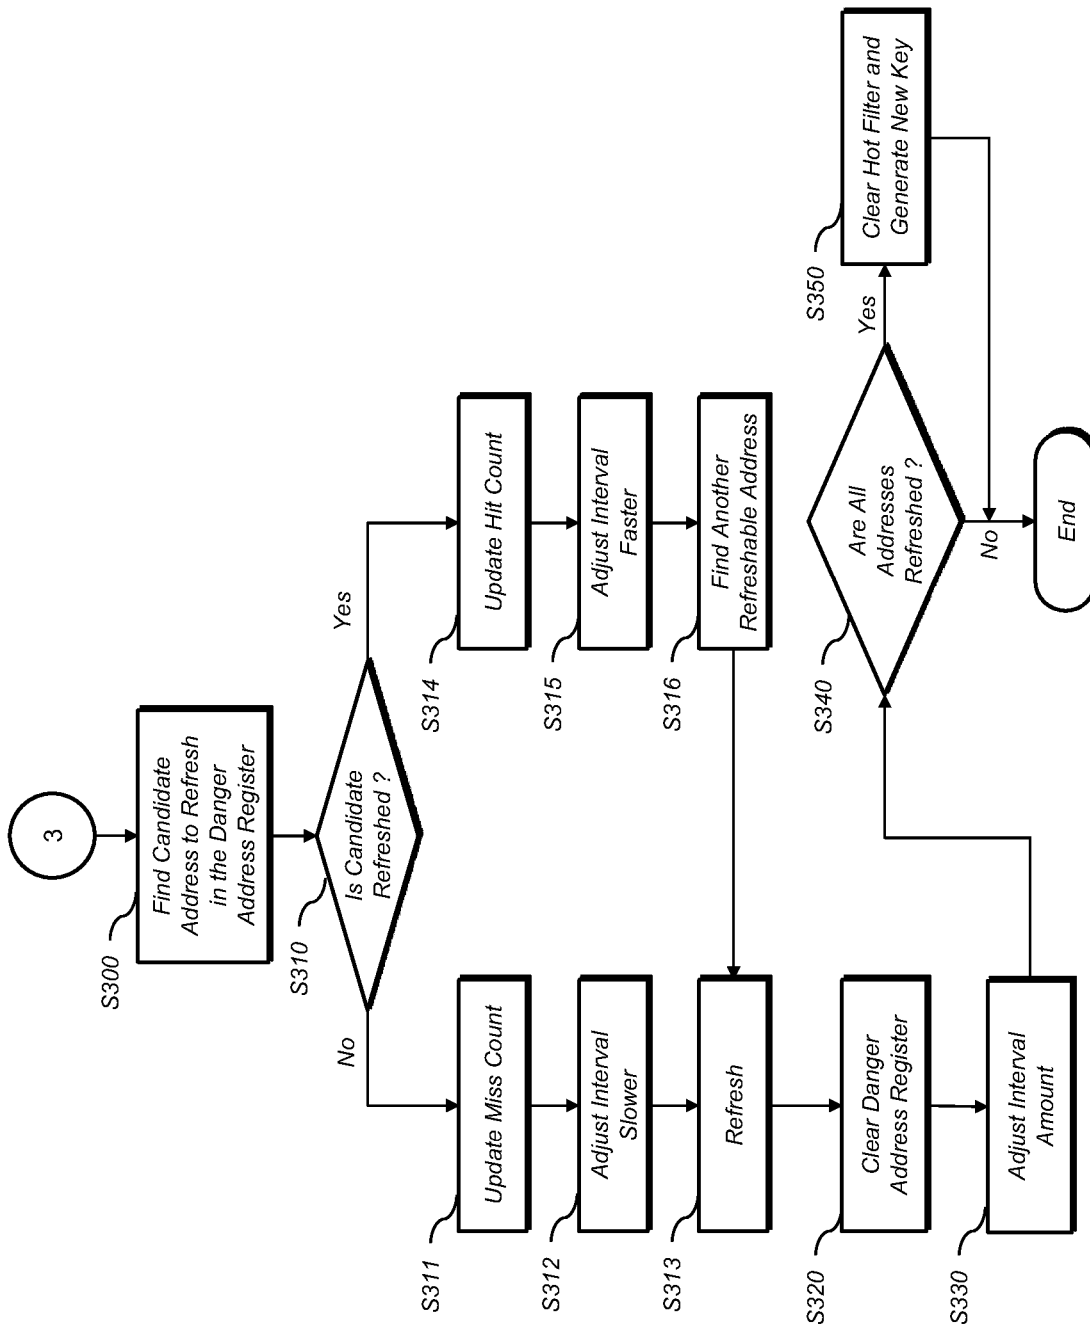 3
S300
Find Candidate
Address to Refresh
in the Danger
Address Register
S310
Is Candidate
Refreshed ?
No
Yes
S311
Update Miss Count
S312
Adjust Interval
Slower
S313
Refresh
S314
Update Hit Count
S315
Adjust Interval
Faster
S316
Find Another
Refreshable Address
S320
Clear Danger
Address Register
S330
Adjust Interval
Amount
S340
Are All
Addresses
Refreshed ?
Yes
No
S350
Clear Hot Filter and
Generate New Key
End